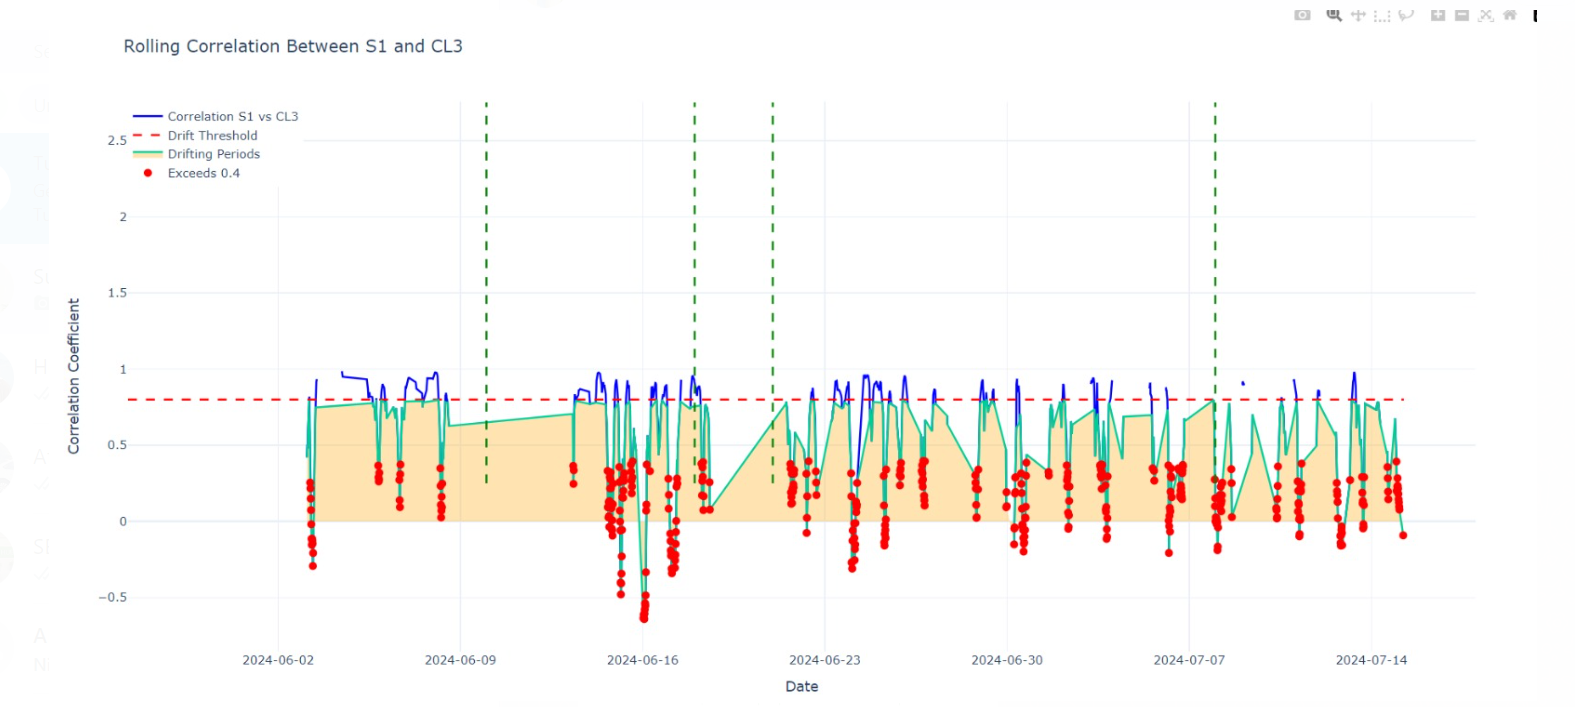 Rolling Correlation Between S1 and CL3
Correlation S1 vs CL3
Drift Threshold
Drifting Periods
Exceeds 0.4
2.5
2
1.5
1
0.5
0
−0.5
Correlation Coefficient
2024-06-02
2024-06-09
2024-06-16
2024-06-23
2024-06-30
2024-07-07
2024-07-14
Date